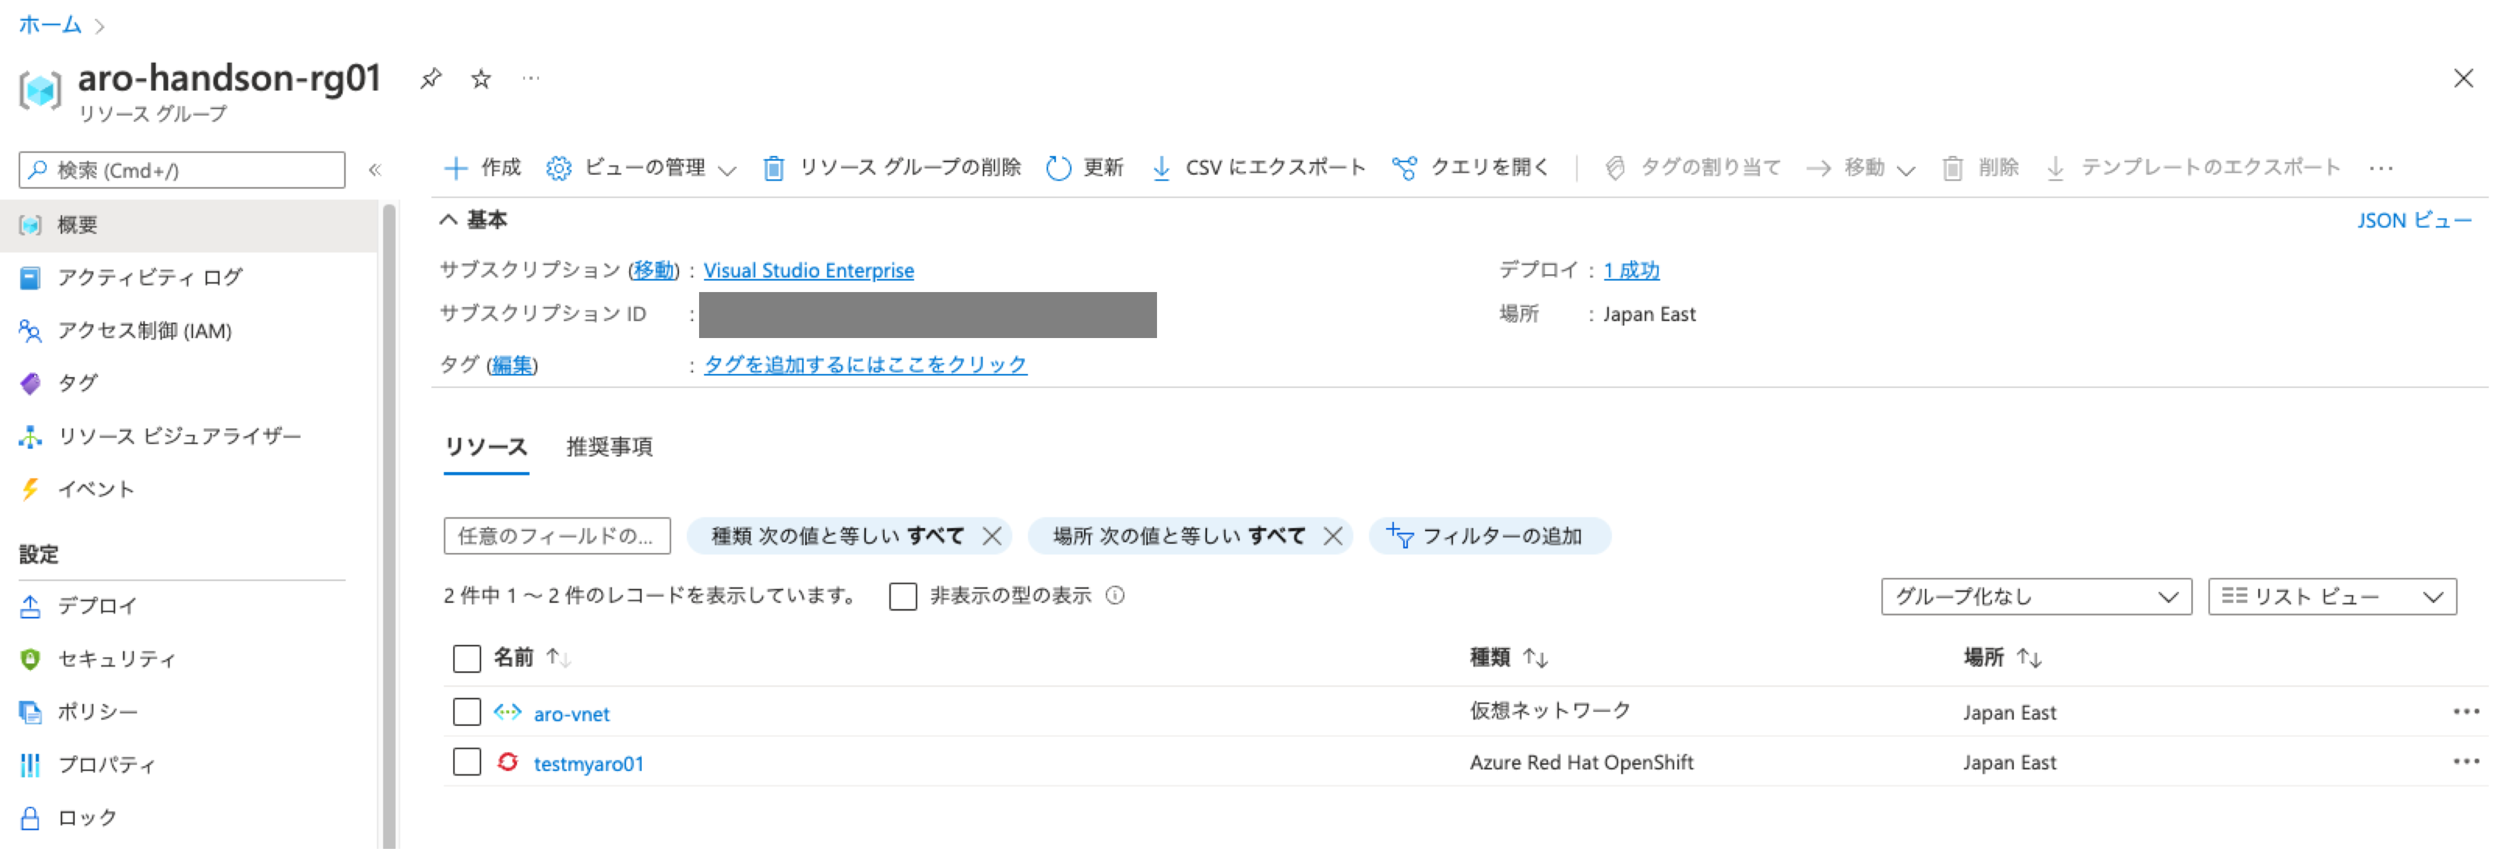 ホーム
aro-handson-rg01
リソース グループ
検索 (Cmd+/)
作成 ビューの管理 リソース グループの削除 更新 CSV にエクスポート クエリを開く タグの割り当て 移動 削除 テンプレートのエクスポート
概要
アクティビティ ログ
アクセス制御 (IAM)
タグ
リソース ビジュアライザー
イベント
設定
デプロイ
セキュリティ
ポリシー
プロパティ
ロック
基本 JSON ビュー
サブスクリプション (移動) : Visual Studio Enterprise デプロイ : 1 成功
サブスクリプション ID : 場所 : Japan East
タグ (編集) : タグを追加するにはここをクリック
リソース 推奨事項
任意のフィールドの... 種類 次の値と等しい すべて 場所 次の値と等しい すべて フィルターの追加
2 件中 1 ～ 2 件のレコードを表示しています。 非表示の型の表示 グループ化なし リスト ビュー
名前 種類 場所
aro-vnet 仮想ネットワーク Japan East
testmyaro01 Azure Red Hat OpenShift Japan East